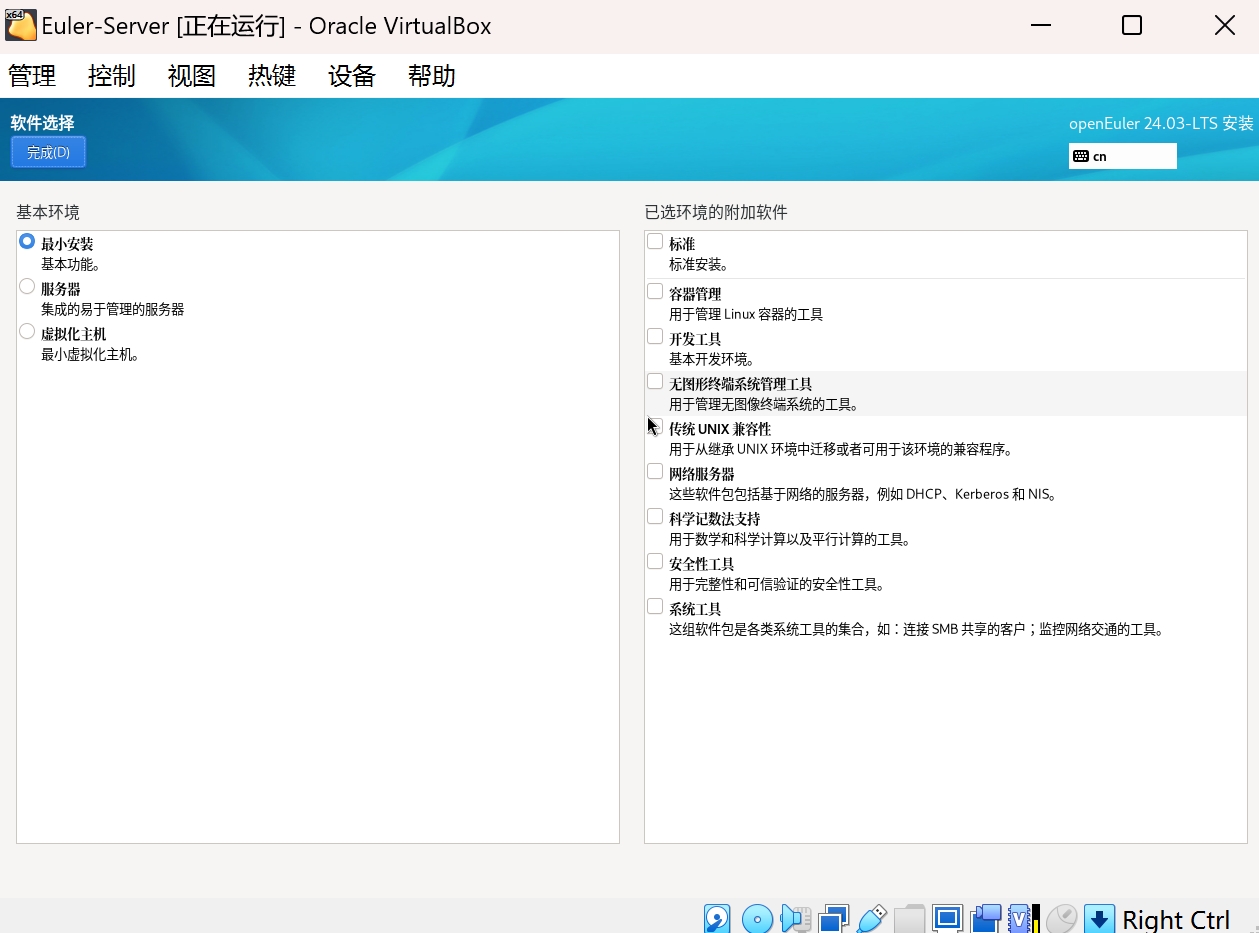 x64
Euler-Server [正在运行] - Oracle VirtualBox
管理 控制 视图 热键 设备 帮助
软件选择
openEuler 24.03-LTS 安装
完成(D)
cn
基本环境
最小安装
基本功能。
服务器
集成的易于管理的服务器
虚拟化主机
最小虚拟化主机。
已选环境的附加软件
标准
标准安装。
容器管理
用于管理 Linux 容器的工具
开发工具
基本开发环境。
无图形终端系统管理工具
用于管理无图像终端系统的工具。
传统 UNIX 兼容性
用于从继承 UNIX 环境中迁移或者可用于该环境的兼容程序。
网络服务器
这些软件包包括基于网络的服务器，例如 DHCP、Kerberos 和 NIS。
科学记数法支持
用于数学和科学计算以及平行计算的工具。
安全性工具
用于完整性和可信验证的安全性工具。
系统工具
这组软件包是各类系统工具的集合，如：连接 SMB 共享的客户；监控网络交通的工具。
V
Right Ctrl